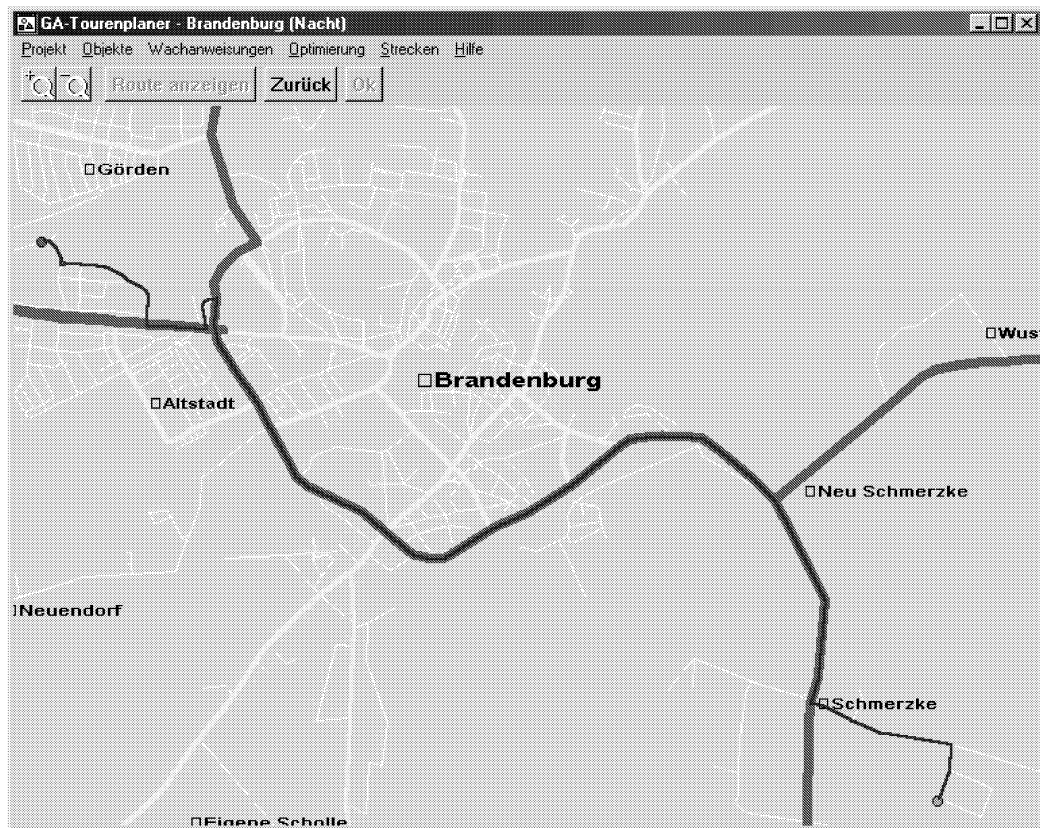 GA-Tourenplaner - Brandenburg (Nacht)
Projekt Objekte Wachanweisungen Optimierung Strecken Hilfe
Route anzeigen Zurück Ok
Görden
Wust
Brandenburg
Altstadt
Neu Schmerzke
Neuendorf
Schmerzke
Eigene Scholle